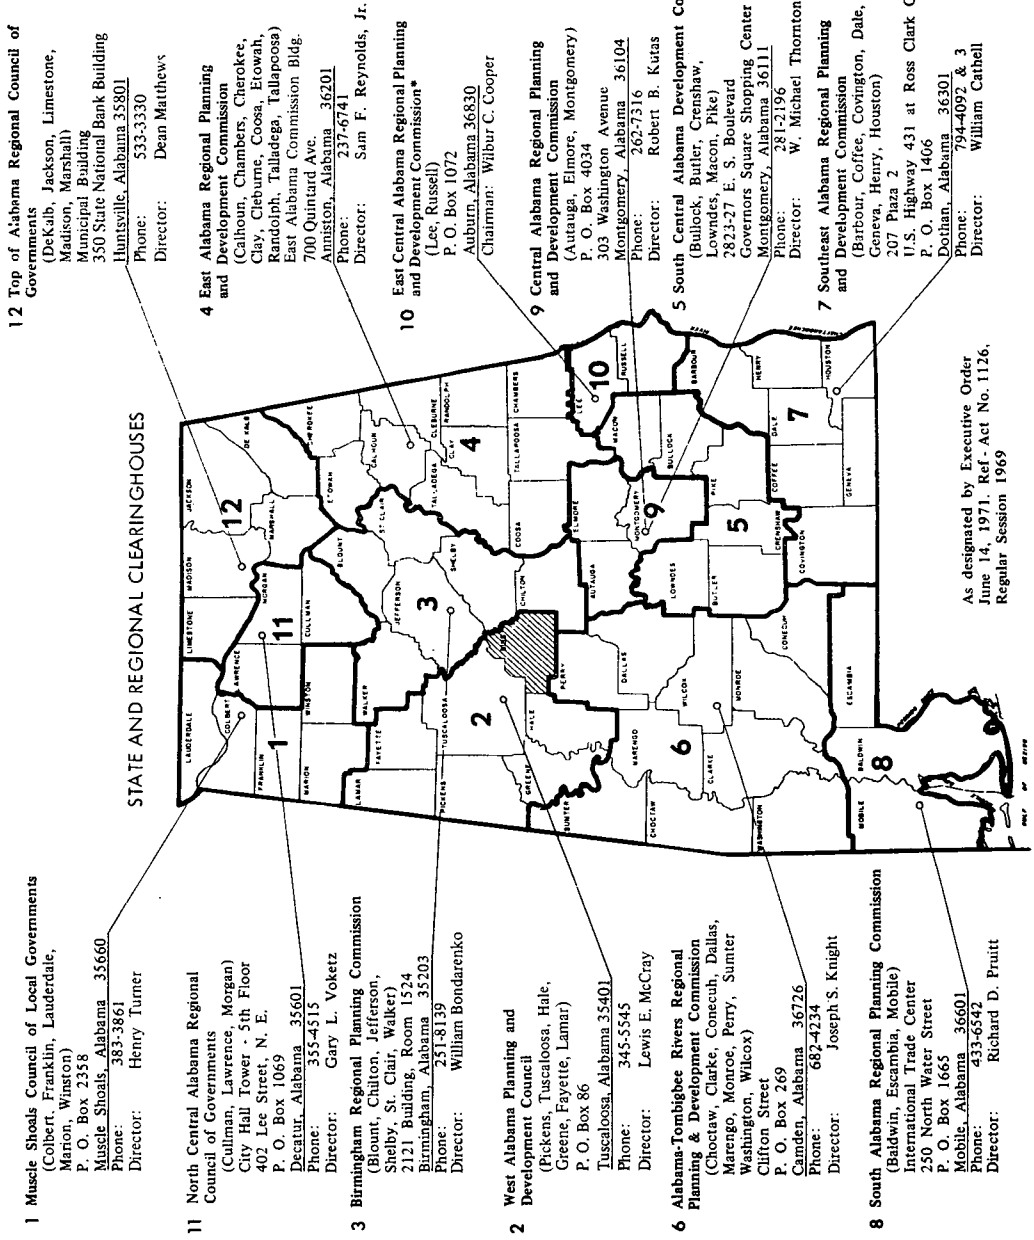 STATE AND REGIONAL CLEARINGHOUSES
1 Muscle Shoals Council of Local Governments
(Colbert, Franklin, Lauderdale,
Marion, Winston)
P. O. Box 2358
Muscle Shoals, Alabama 35660
Phone: 383-3861
Director: Henry Turner
11 North Central Alabama Regional
Council of Governments
(Cullman, Lawrence, Morgan)
City Hall Tower - 5th Floor
402 Lee Street, N. E.
P. O. Box 1069
Decatur, Alabama 35601
Phone: 355-4515
Director: Gary L. Voketz
3 Birmingham Regional Planning Commission
(Blount, Chilton, Jefferson,
Shelby, St. Clair, Walker)
2121 Building, Room 1524
Birmingham, Alabama 35203
Phone: 251-8139
Director: William Bondarenko
2 West Alabama Planning and
Development Council
(Pickens, Tuscaloosa, Hale,
Greene, Fayette, Lamar)
P. O. Box 86
Tuscaloosa, Alabama 35401
Phone: 345-5545
Director: Lewis E. McCray
6 Alabama-Tombigbee Rivers Regional
Planning & Development Commission
(Choctaw, Clarke, Conecuh, Dallas,
Marengo, Monroe, Perry, Sumter
Washington, Wilcox)
Clifton Street
P. O. Box 269
Camden, Alabama 36726
Phone: 682-4234
Director: Joseph S. Knight
8 South Alabama Regional Planning Commission
(Baldwin, Escambia, Mobile)
International Trade Center
250 North Water Street
P. O. Box 1665
Mobile, Alabama 36601
Phone: 433-6542
Director: Richard D. Pruitt
LAUDERDALE
LIMESTONE
MADISON
JACKSON
COLBERT
LAWRENCE
MORGAN
MARSHALL
DE KALB
12
FRANKLIN
1
11
CULLMAN
CHEROKEE
MARION
WINSTON
BLOUNT
ETOWAH
LAMAR
FAYETTE
WALKER
JEFFERSON
ST CLAIR
CALHOUN
CLEBURNE
PICKENS
TUSCALOOSA
3
SHELBY
TALLADEGA
CLAY
RANDOLPH
4
2
BIBB
CHILTON
COOSA
TALLAPOOSA
CHAMBERS
GREENE
HALE
PERRY
AUTAUGA
ELMORE
LEE
10
SUMTER
MARENGO
DALLAS
LOWNDES
MONTGOMERY
9
MACON
RUSSELL
BULLOCK
CHOCTAW
WILCOX
6
CLARKE
BUTLER
CRENSHAW
5
PIKE
BARBOUR
WASHINGTON
MONROE
CONECUH
COVINGTON
COFFEE
DALE
HENRY
7
HOUSTON
GENEVA
MOBILE
BALDWIN
ESCAMBIA
8
CHATTAHOOCHEE
RIVER
PERDIDO
GULF OF MEXICO
12 Top of Alabama Regional Council of
Governments
(DeKalb, Jackson, Limestone,
Madison, Marshall)
Municipal Building
350 State National Bank Building
Huntsville, Alabama 35801
Phone: 533-3330
Director: Dean Matthews
4 East Alabama Regional Planning
and Development Commission
(Calhoun, Chambers, Cherokee,
Clay, Cleburne, Coosa, Etowah,
Randolph, Talladega, Tallapoosa)
East Alabama Commission Bldg.
700 Quintard Ave.
Anniston, Alabama 36201
Phone: 237-6741
Director: Sam F. Reynolds, Jr.
10 East Central Alabama Regional Planning
and Development Commission*
(Lee, Russell)
P. O. Box 1072
Auburn, Alabama 36830
Chairman: Wilbur C. Cooper
9 Central Alabama Regional Planning
and Development Commission
(Autauga, Elmore, Montgomery)
P. O. Box 4034
303 Washington Avenue
Montgomery, Alabama 36104
Phone: 262-7316
Director: Robert B. Kutas
5 South Central Alabama Development Co
(Bullock, Butler, Crenshaw,
Lowndes, Macon, Pike)
2823-27 E. S. Boulevard
Governors Square Shopping Center
Montgomery, Alabama 36111
Phone: 281-2196
Director: W. Michael Thornton
7 Southeast Alabama Regional Planning
and Development Commission
(Barbour, Coffee, Covington, Dale,
Geneva, Henry, Houston)
207 Plaza 2
U.S. Highway 431 at Ross Clark C
P. O. Box 1406
Dothan, Alabama 36301
Phone: 794-4092 & 3
Director: William Cathell
As designated by Executive Order
June 14, 1971. Ref - Act No. 1126,
Regular Session 1969